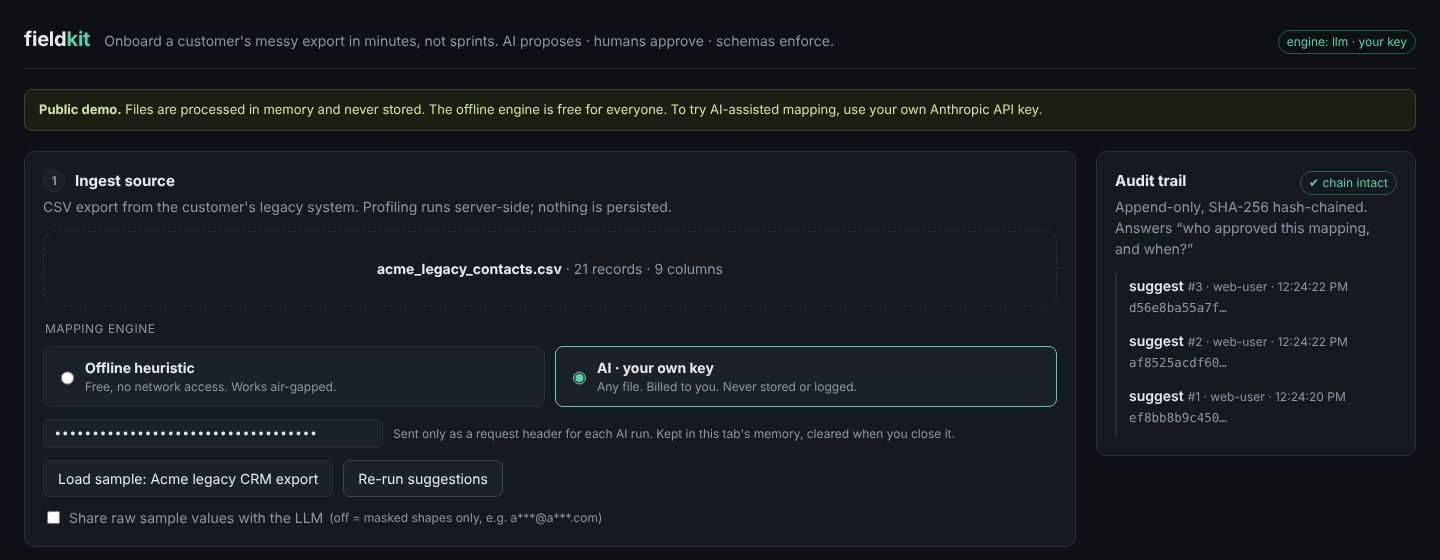 fieldkit Onboard a customer's messy export in minutes, not sprints. AI proposes · humans approve · schemas enforce.
engine: llm · your key
Public demo. Files are processed in memory and never stored. The offline engine is free for everyone. To try AI-assisted mapping, use your own Anthropic API key.
1 Ingest source
CSV export from the customer's legacy system. Profiling runs server-side; nothing is persisted.
acme_legacy_contacts.csv · 21 records · 9 columns
MAPPING ENGINE
Offline heuristic
Free, no network access. Works air-gapped.
AI · your own key
Any file. Billed to you. Never stored or logged.
•••••••••••••••••••••••••••••••••••
Sent only as a request header for each AI run. Kept in this tab's memory, cleared when you close it.
Load sample: Acme legacy CRM export
Re-run suggestions
Share raw sample values with the LLM (off = masked shapes only, e.g. a***@a***.com)
Audit trail
✔ chain intact
Append-only, SHA-256 hash-chained.
Answers “who approved this mapping,
and when?”
suggest #3 · web-user · 12:24:22 PM
d56e8ba55a7f…
suggest #2 · web-user · 12:24:22 PM
af8525acdf60…
suggest #1 · web-user · 12:24:20 PM
ef8bb8b9c450…